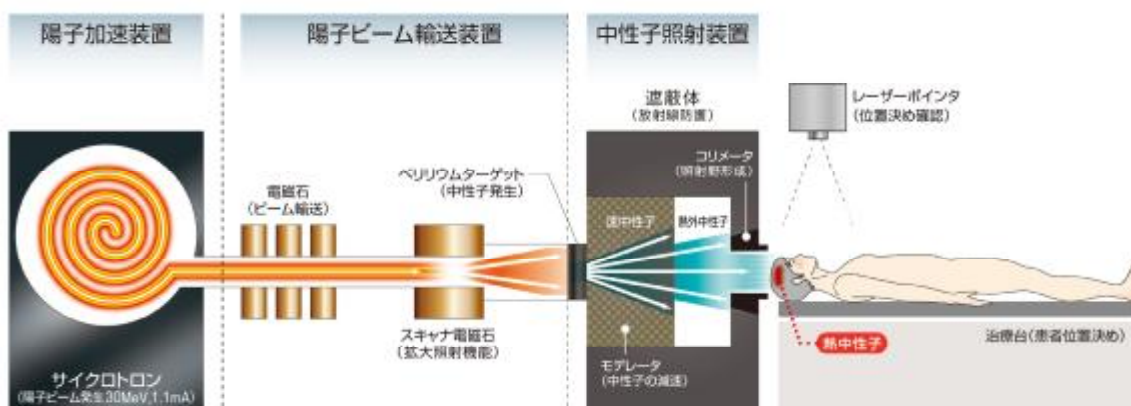 陽子加速装置
陽子ビーム輸送装置
中性子照射装置
遮蔽体
(放射線防護)
レーザーポインタ
(位置決め確認)
コリメータ
(照射野形成)
ベリリウムターゲット
(中性子発生)
電磁石
(ビーム輸送)
速中性子
熱外中性子
スキャナ電磁石
(拡大照射機能)
モデレータ
(中性子の減速)
熱中性子
治療台(患者位置決め)
サイクロトロン
(陽子ビーム発生30MeV,1.1mA)